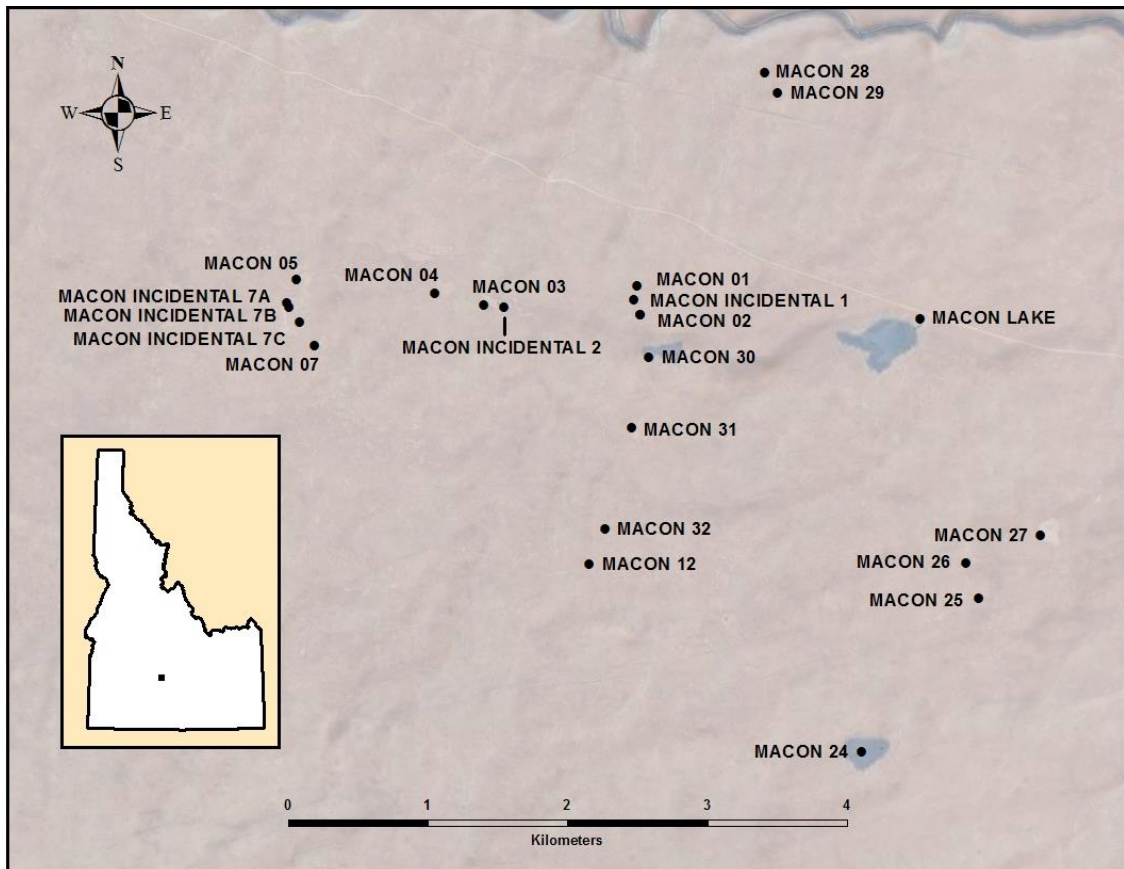 N
W E
S
MACON 28
MACON 29
MACON 05
MACON 04
MACON 03
MACON 01
MACON INCIDENTAL 7A
MACON INCIDENTAL 1
MACON INCIDENTAL 7B
MACON 02
MACON LAKE
MACON INCIDENTAL 7C
MACON INCIDENTAL 2
MACON 07
MACON 30
MACON 31
MACON 32
MACON 27
MACON 12
MACON 26
MACON 25
MACON 24
0 1 2 3 4
Kilometers